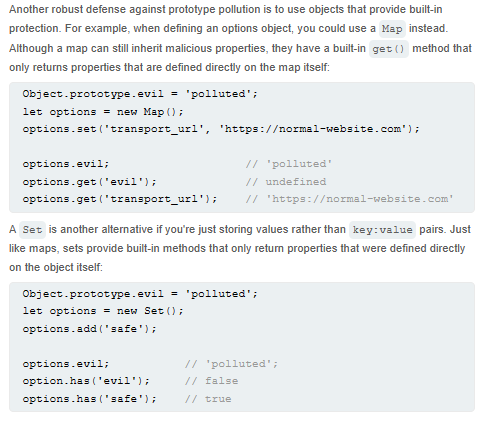 Another robust defense against prototype pollution is to use objects that provide built-in
protection. For example, when defining an options object, you could use a Map instead.
Although a map can still inherit malicious properties, they have a built-in get() method that
only returns properties that are defined directly on the map itself:
Object.prototype.evil = 'polluted';
let options = new Map();
options.set('transport_url', 'https://normal-website.com');
options.evil; // 'polluted'
options.get('evil'); // undefined
options.get('transport_url'); // 'https://normal-website.com'
A Set is another alternative if you're just storing values rather than key:value pairs. Just
like maps, sets provide built-in methods that only return properties that were defined directly
on the object itself:
Object.prototype.evil = 'polluted';
let options = new Set();
options.add('safe');
options.evil; // 'polluted';
option.has('evil'); // false
options.has('safe'); // true